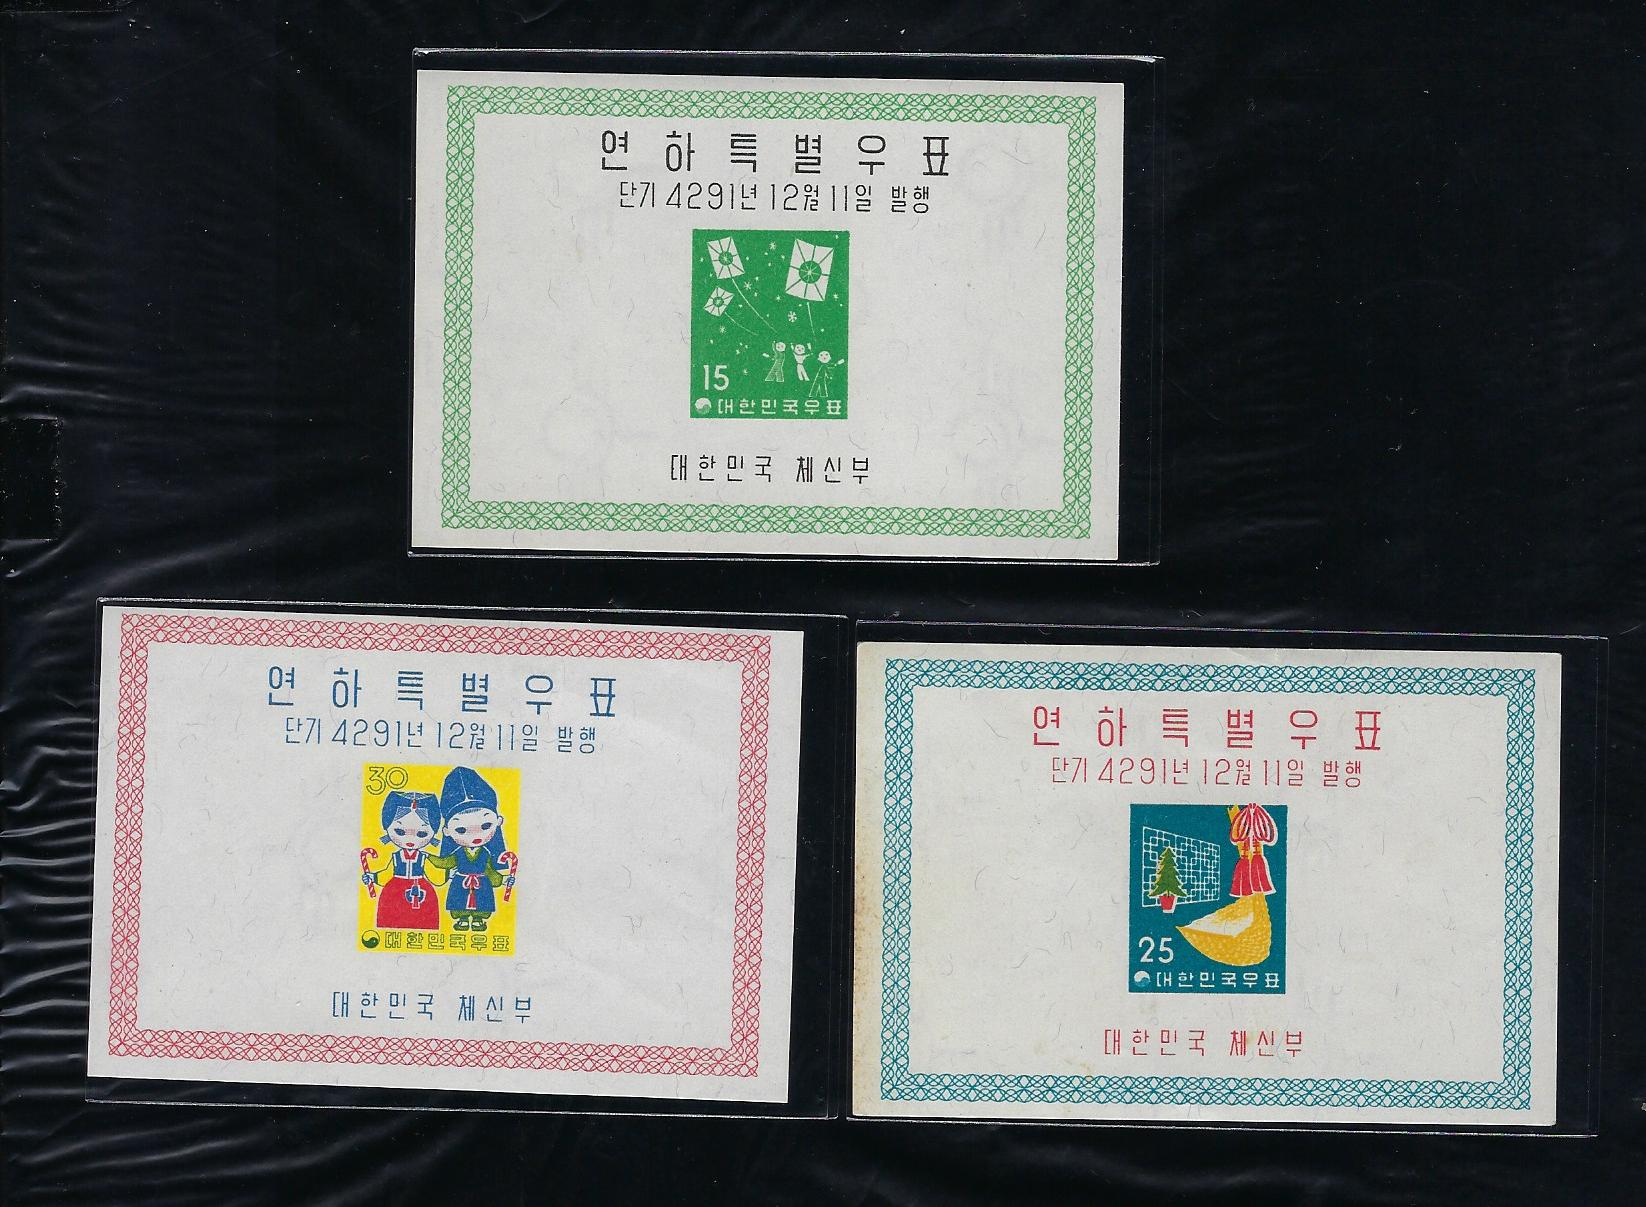 연하특별우표
단기 4291년 12월 11일 발행
15
대한민국우표
대한민국 체신부
연하특별우표
단기 4291년 12월 11일 발행
30
대한민국우표
대한민국 체신부
연하특별우표
단기 4291년 12월 11일 발행
25
대한민국우표
대한민국 체신부